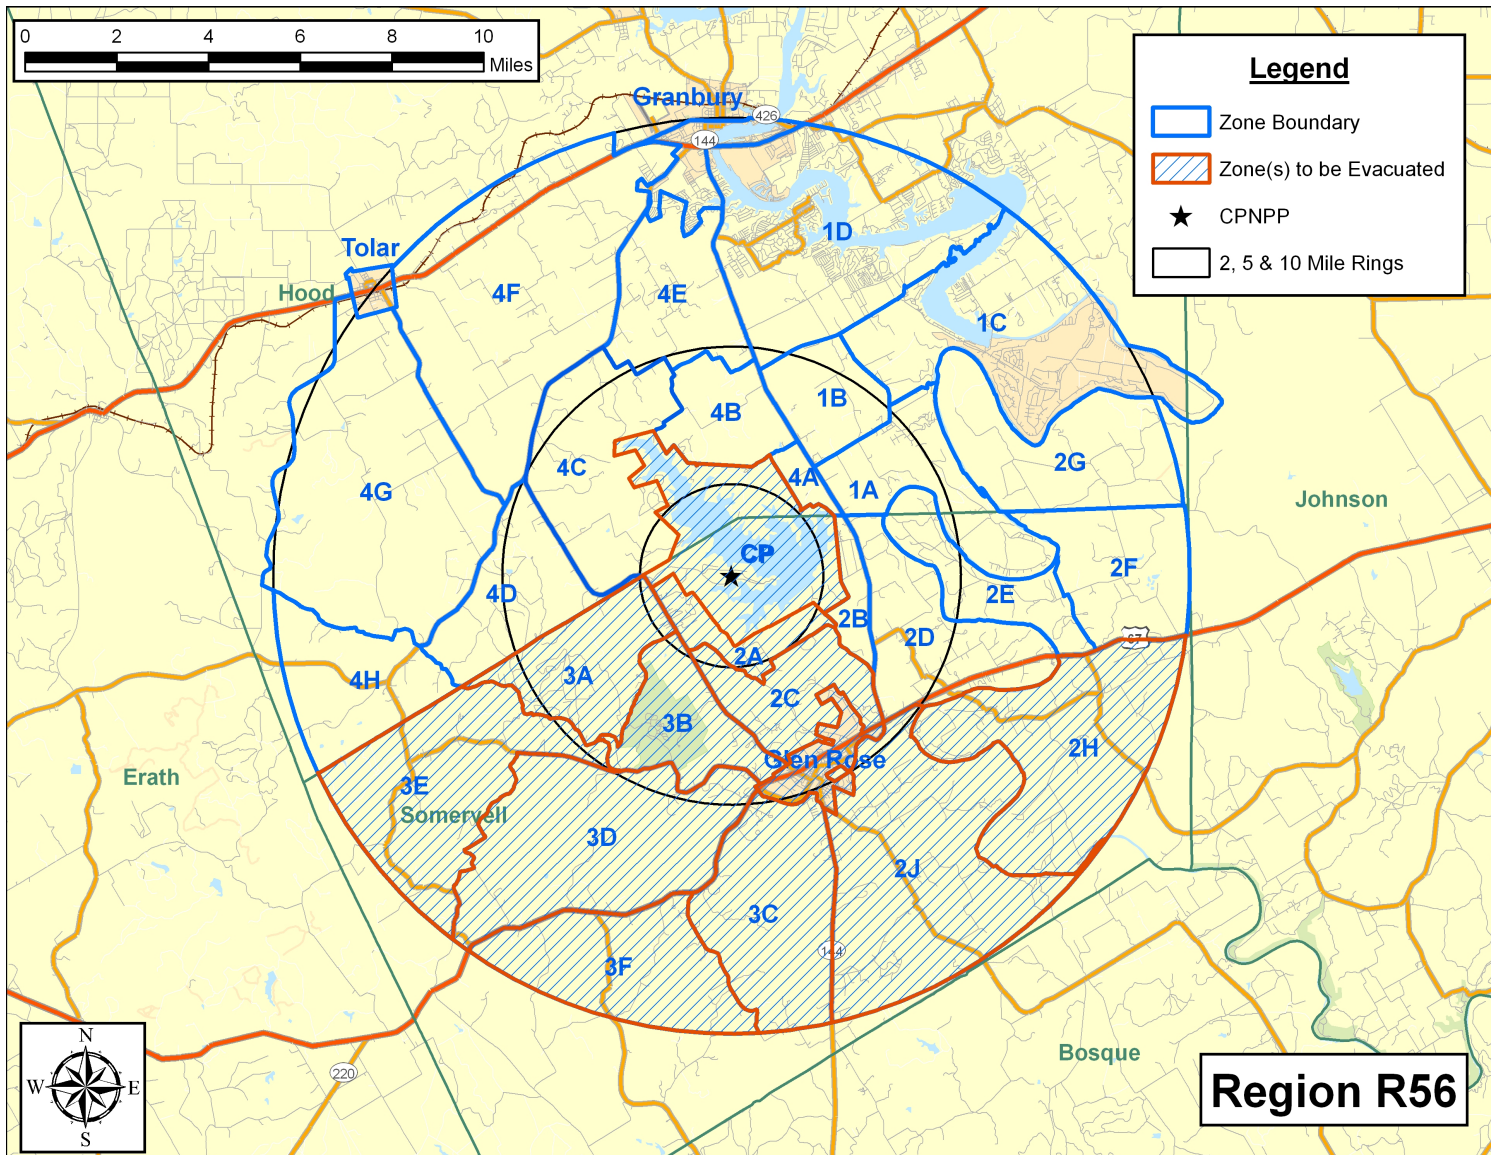 0 2 4 6 8 10
Miles
Legend
Zone Boundary
Zone(s) to be Evacuated
CPNPP
2, 5 & 10 Mile Rings
Granbury
426
144
1D
Tolar
Hood
4F
4E
1C
4B
1B
4C
4A
1A
2G
4G
Johnson
CP
4D
2E
2F
2B
2D
67
2A
3A
4H
2C
3B
2H
Glen Rose
Erath
3E
Somervell
3D
2J
3C
144
3F
Bosque
220
N
W E
S
Region R56